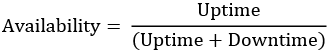 Availability = Uptime / (Uptime + Downtime)